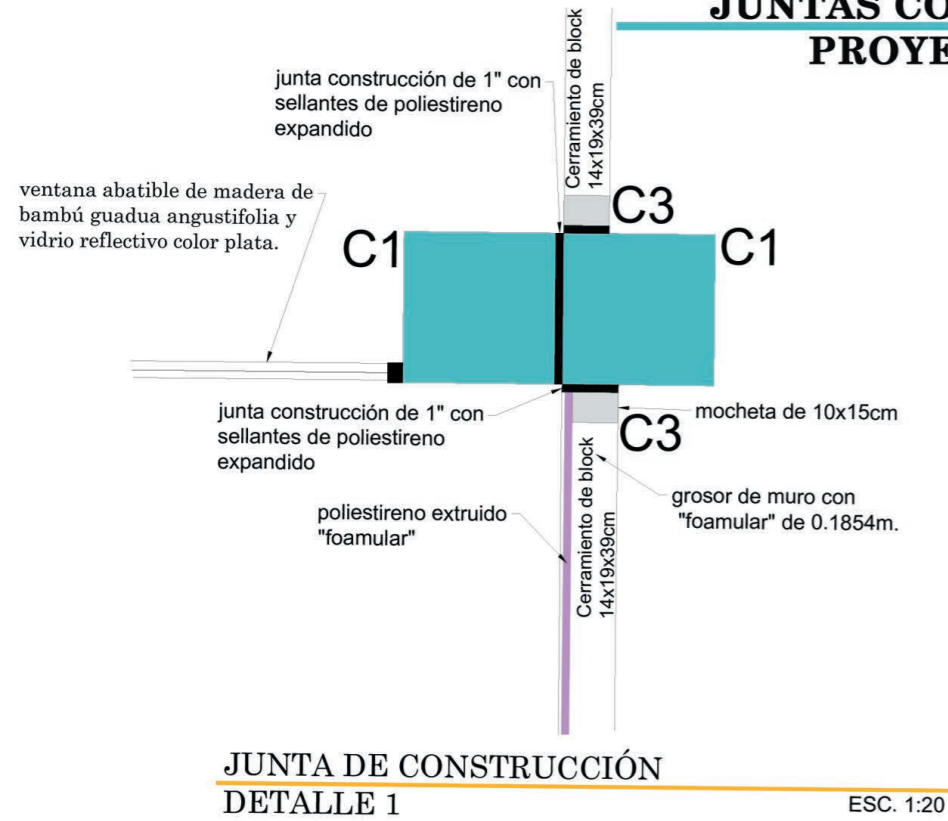 JUNTAS CO
PROYE
junta construcción de 1" con
sellantes de poliestireno
expandido
Cerramiento de block
14x19x39cm
ventana abatible de madera de
bambú guadua angustifolia y
vidrio reflectivo color plata.
C3
C1
C1
junta construcción de 1" con
sellantes de poliestireno
expandido
mocheta de 10x15cm
C3
Cerramiento de block
14x19x39cm
grosor de muro con
"foamular" de 0.1854m.
poliestireno extruido
"foamular"
JUNTA DE CONSTRUCCIÓN
DETALLE 1
ESC. 1:20